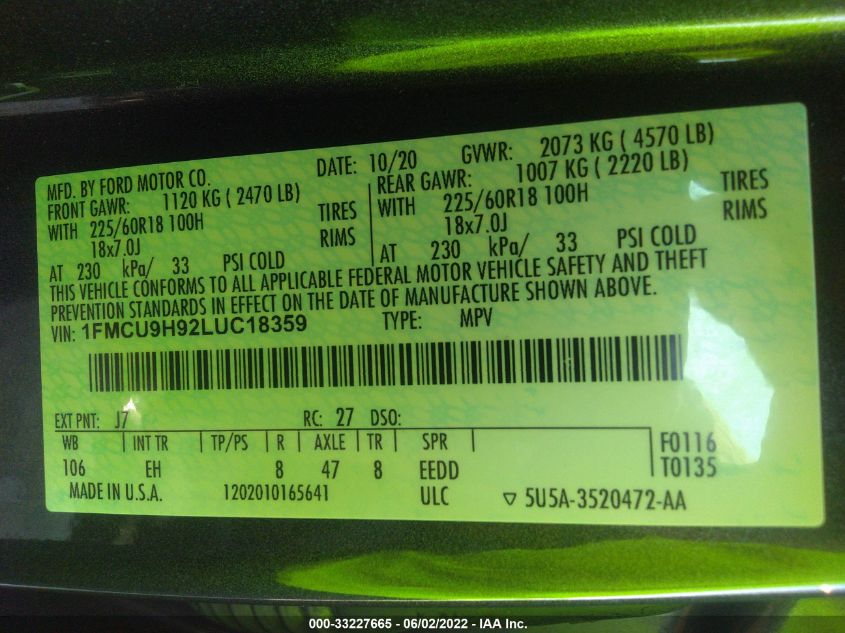 MFD. BY FORD MOTOR CO. DATE: 10/20 GVWR: 2073 KG ( 4570 LB)
FRONT GAWR: 1120 KG ( 2470 LB) REAR GAWR: 1007 KG ( 2220 LB)
WITH 225/60R18 100H TIRES WITH 225/60R18 100H TIRES
18x7.0J RIMS 18x7.0J RIMS
AT 230 kPa/ 33 PSI COLD AT 230 kPa/ 33 PSI COLD
THIS VEHICLE CONFORMS TO ALL APPLICABLE FEDERAL MOTOR VEHICLE SAFETY AND THEFT
PREVENTION STANDARDS IN EFFECT ON THE DATE OF MANUFACTURE SHOWN ABOVE.
VIN: 1FMCU9H92LUC18359 TYPE: MPV
EXT PNT: J7 RC: 27 DSO:
WB INT TR TP/PS R AXLE TR SPR F0116
106 EH 8 47 8 EEDD T0135
MADE IN U.S.A. 1202010165641 ULC ▽ 5U5A-3520472-AA
000-33227665 - 06/02/2022 - IAA Inc.